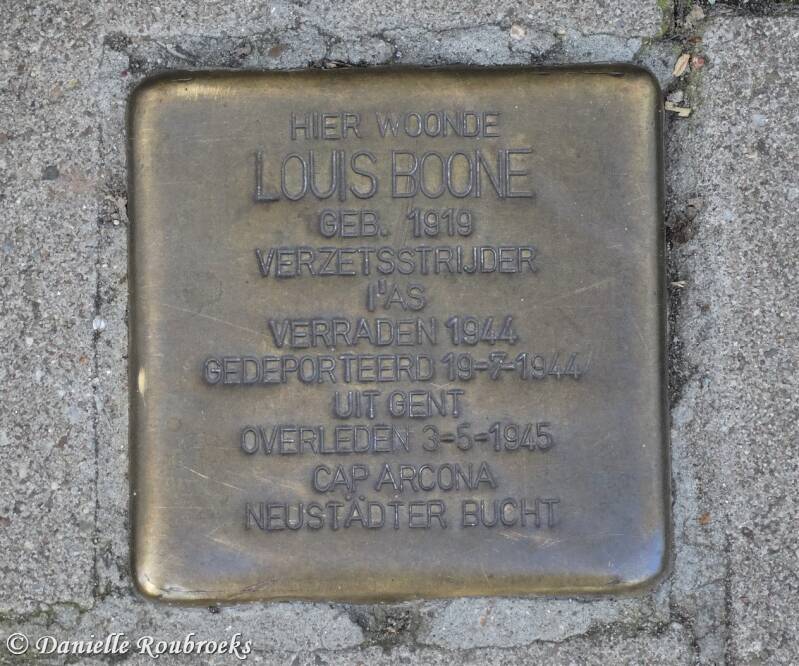 HIER WOONDE
LOUIS BOONE
GEB. 1919
VERZETSSTRIJDER
I'AS
VERRADEN 1944
GEDEPORTEERD 19-7-1944
UIT GENT
OVERLEDEN 3-5-1945
CAP ARCONA
NEUSTÄDTER BUCHT
© Danielle Roubroeks